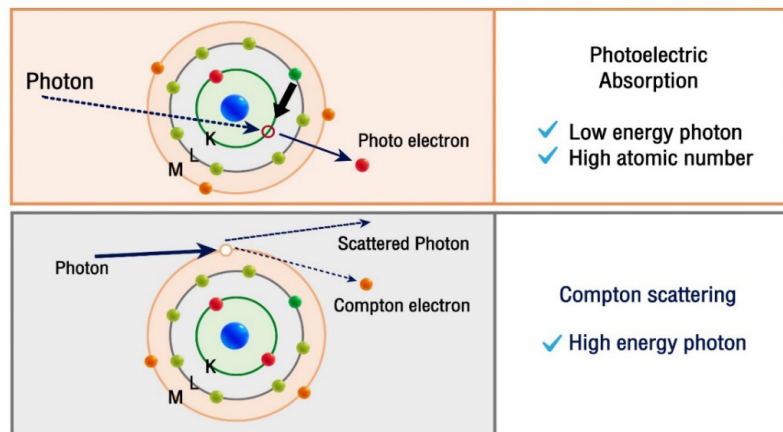 Photon
K
L
M
Photo electron
Photoelectric
Absorption
Low energy photon
High atomic number
Photon
Scattered Photon
Compton electron
K
L
M
Compton scattering
High energy photon